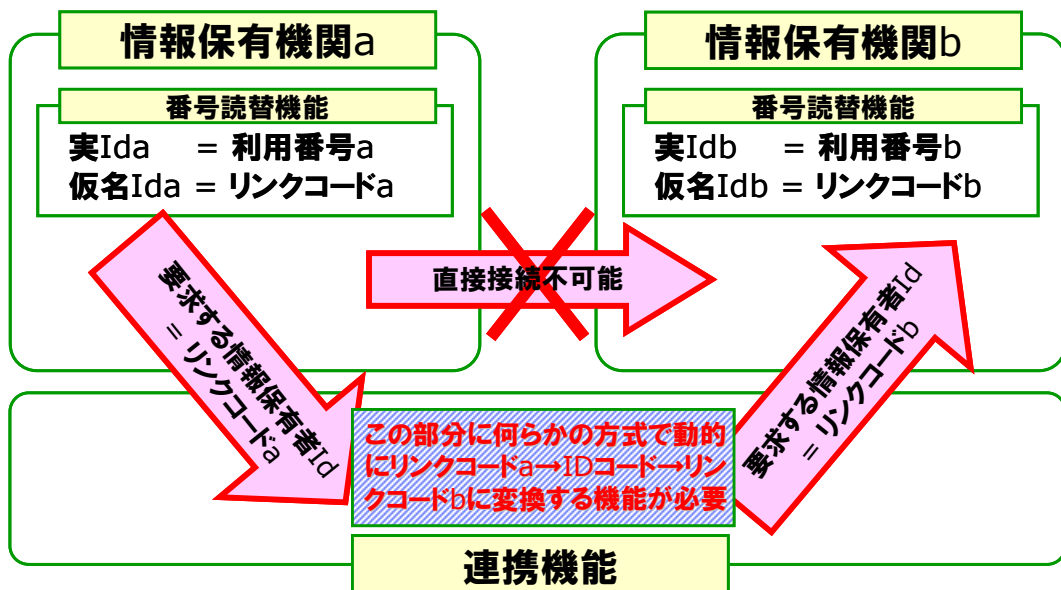 情報保有機関a
番号読替機能
実Ida = 利用番号a
仮名Ida = リンクコードa
情報保有機関b
番号読替機能
実Idb = 利用番号b
仮名Idb = リンクコードb
直接接続不可能
要求する情報保有者Id
= リンクコードa
要求する情報保有者Id
= リンクコードb
この部分に何らかの方式で動的
にリンクコードa→IDコード→リン
クコードbに変換する機能が必要
連携機能